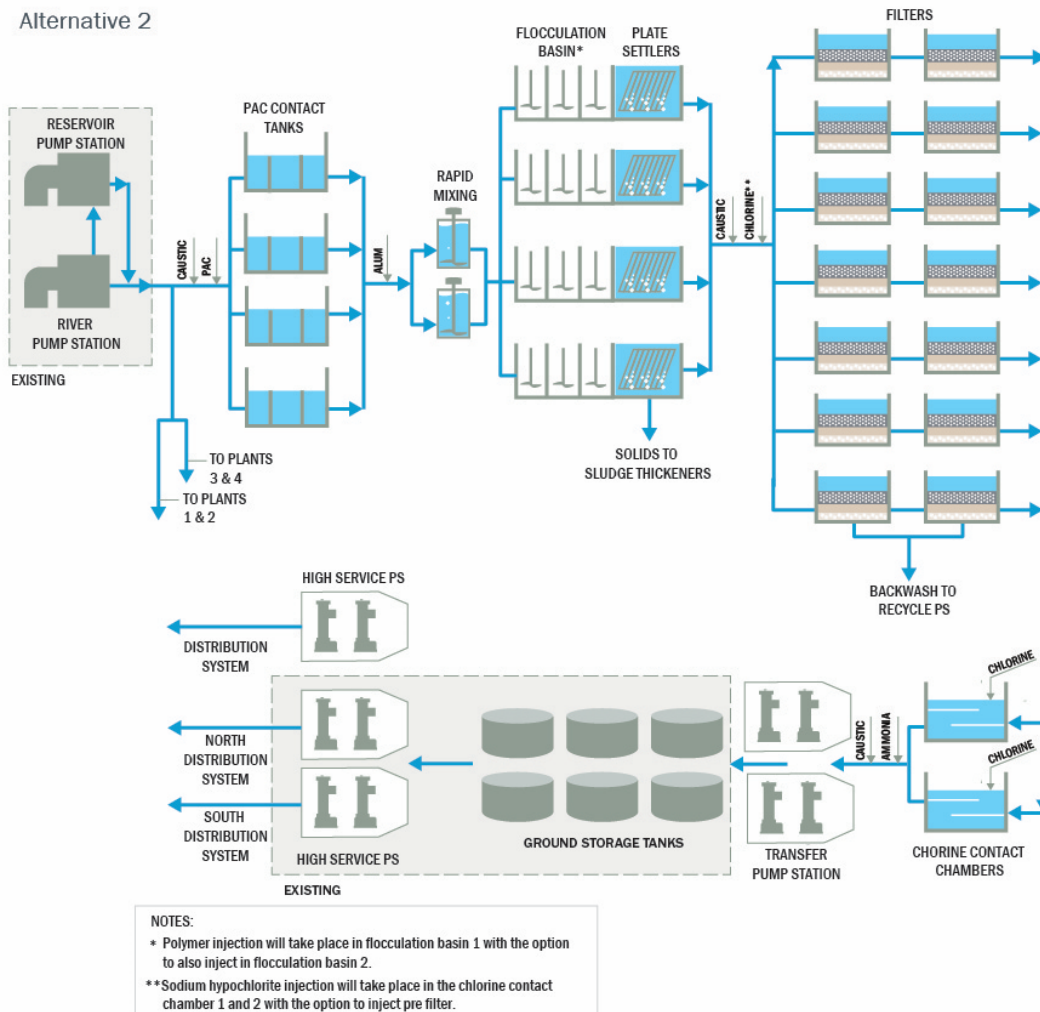 Alternative 2
RESERVOIR
PUMP STATION
RIVER
PUMP STATION
EXISTING
CAUSTIC
PAC
TO PLANTS
3 & 4
TO PLANTS
1 & 2
PAC CONTACT
TANKS
ALUM
RAPID
MIXING
FLOCCULATION
BASIN*
PLATE
SETTLERS
SOLIDS TO
SLUDGE THICKENERS
CAUSTIC
CHLORINE**
FILTERS
BACKWASH TO
RECYCLE PS
HIGH SERVICE PS
DISTRIBUTION
SYSTEM
NORTH
DISTRIBUTION
SYSTEM
SOUTH
DISTRIBUTION
SYSTEM
HIGH SERVICE PS
EXISTING
GROUND STORAGE TANKS
TRANSFER
PUMP STATION
CAUSTIC
AMMONIA
CHLORINE
CHLORINE
CHORINE CONTACT
CHAMBERS
NOTES:
* Polymer injection will take place in flocculation basin 1 with the option
to also inject in flocculation basin 2.
**Sodium hypochlorite injection will take place in the chlorine contact
chamber 1 and 2 with the option to inject pre filter.